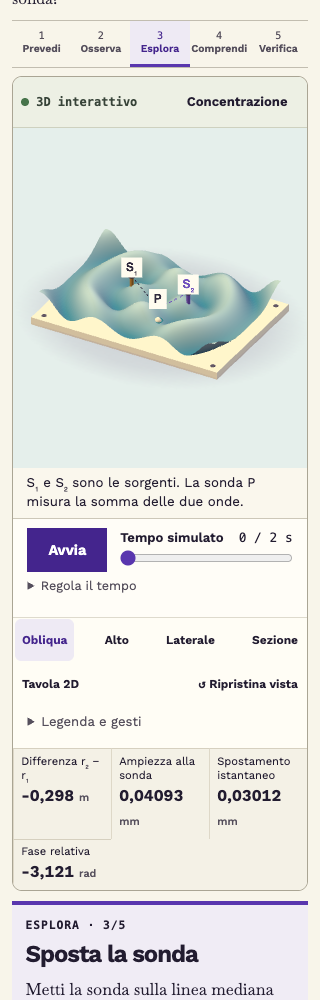 sonda?
1
Prevedi
2
Osserva
3
Esplora
4
Comprendi
5
Verifica
3D interattivo
Concentrazione
S₁
S₂
P
S₁ e S₂ sono le sorgenti. La sonda P
misura la somma delle due onde.
Avvia
Tempo simulato 0 / 2 s
▶ Regola il tempo
Obliqua
Alto
Laterale
Sezione
Tavola 2D
↺ Ripristina vista
▶ Legenda e gesti
Differenza r₂ −
r₁
-0,298 m
Ampiezza alla
sonda
0,04093
mm
Spostamento
istantaneo
0,03012
mm
Fase relativa
-3,121 rad
ESPLORA · 3/5
Sposta la sonda
Metti la sonda sulla linea mediana